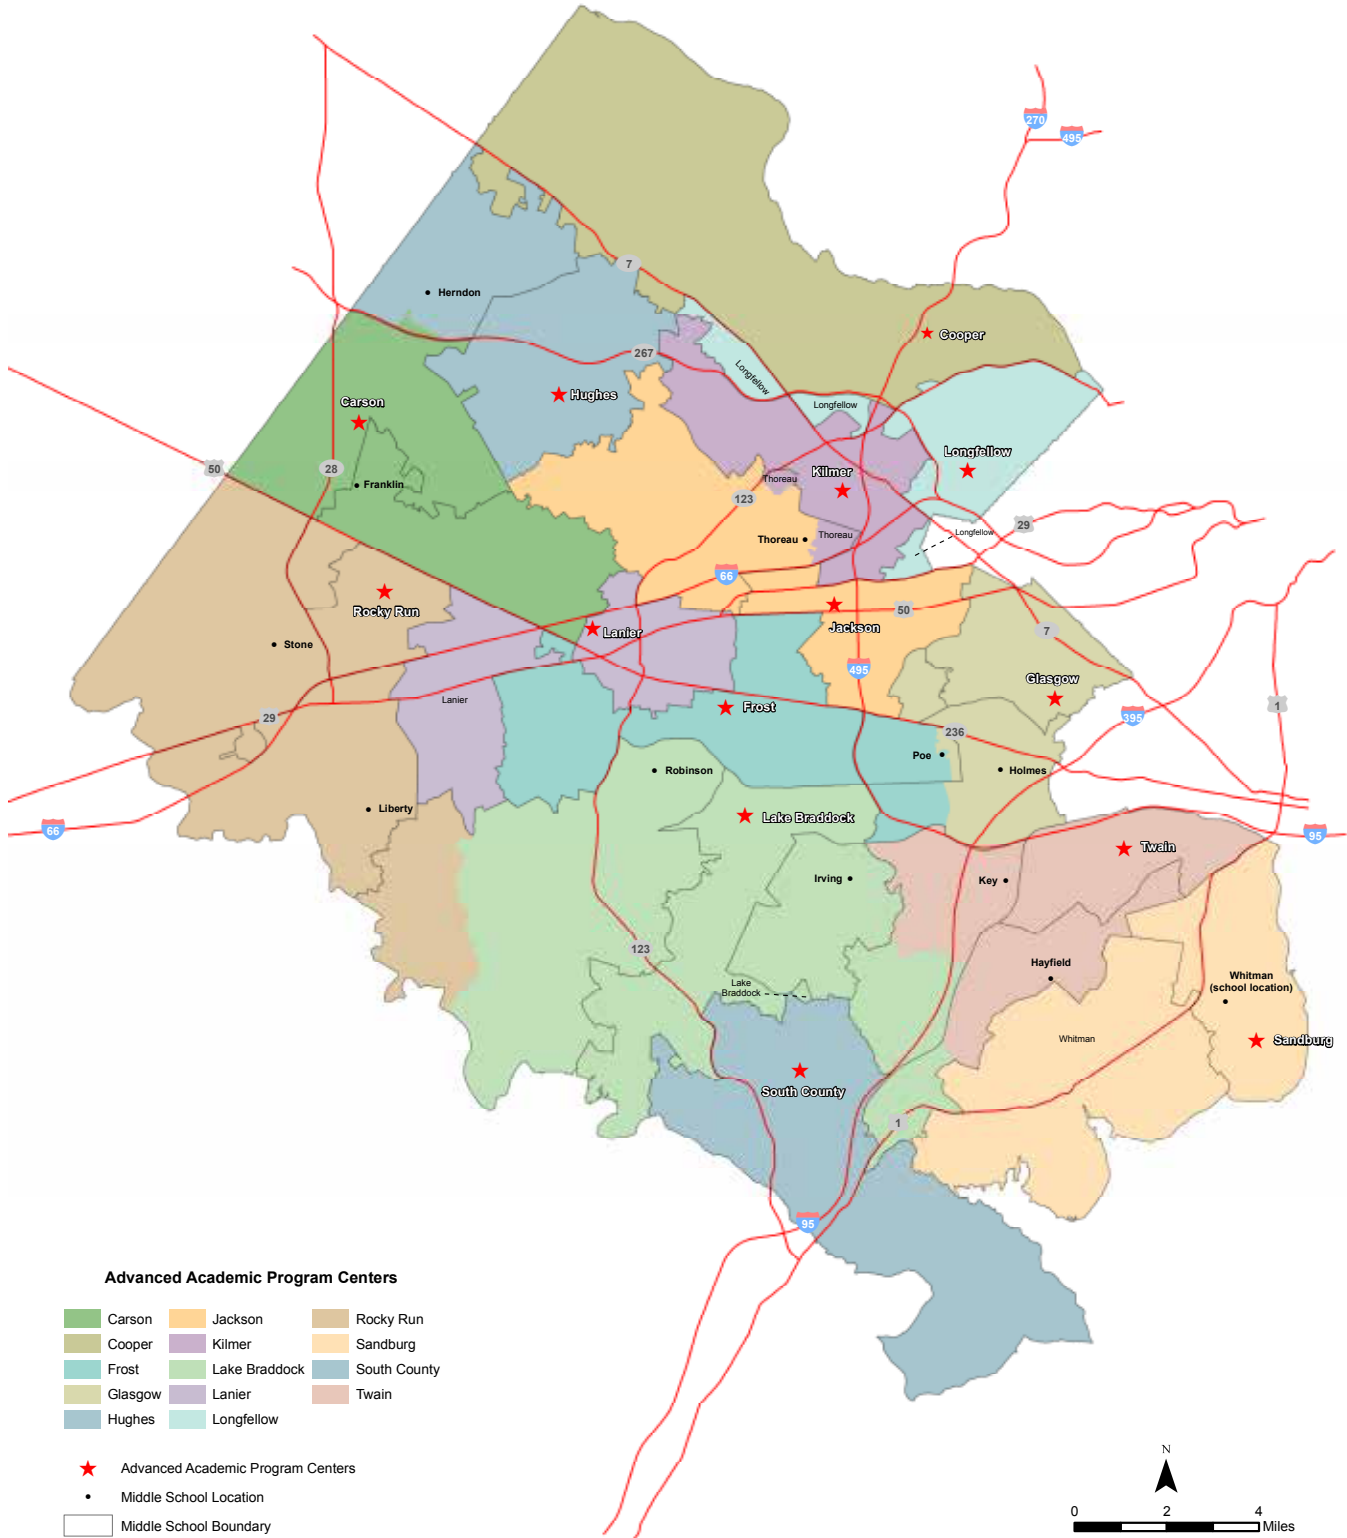 270
495
7
Herndon
Cooper
267
Longfellow
Hughes
Carson
Longfellow
Longfellow
50
28
Kilmer
Thoreau
Franklin
123
29
Thoreau
Thoreau
Longfellow
66
Rocky Run
Jackson
50
Lanier
7
Stone
495
Glasgow
Lanier
Frost
1
29
395
236
Poe
Robinson
Holmes
Liberty
Lake Braddock
66
95
Twain
Irving
Key
123
Hayfield
Whitman
(school location)
Lake
Braddock
Whitman
Sandburg
South County
1
95
Advanced Academic Program Centers
Carson
Jackson
Rocky Run
Cooper
Kilmer
Sandburg
Frost
Lake Braddock
South County
Glasgow
Lanier
Twain
Hughes
Longfellow
Advanced Academic Program Centers
Middle School Location
Middle School Boundary
N
0 2 4
Miles